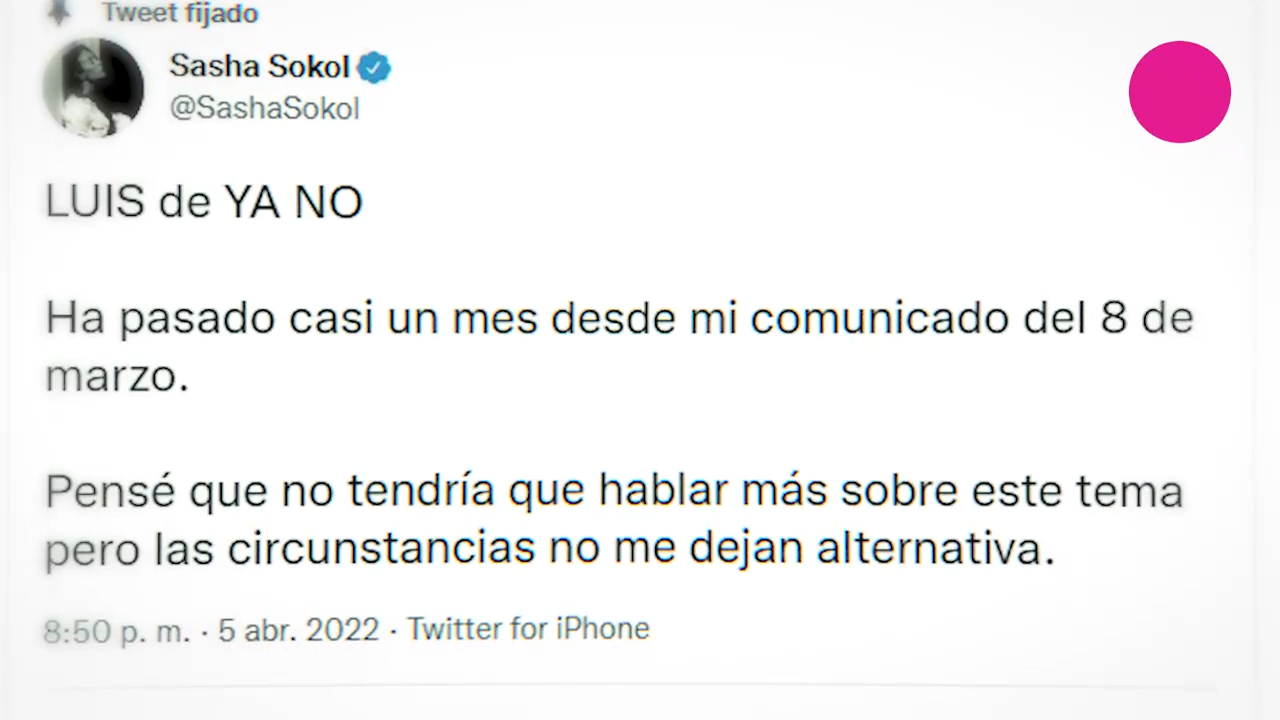 Tweet fijado
Sasha Sokol
@SashaSokol
LUIS de YA NO
Ha pasado casi un mes desde mi comunicado del 8 de
marzo.
Pensé que no tendría que hablar más sobre este tema
pero las circunstancias no me dejan alternativa.
8:50 p. m. · 5 abr. 2022 · Twitter for iPhone